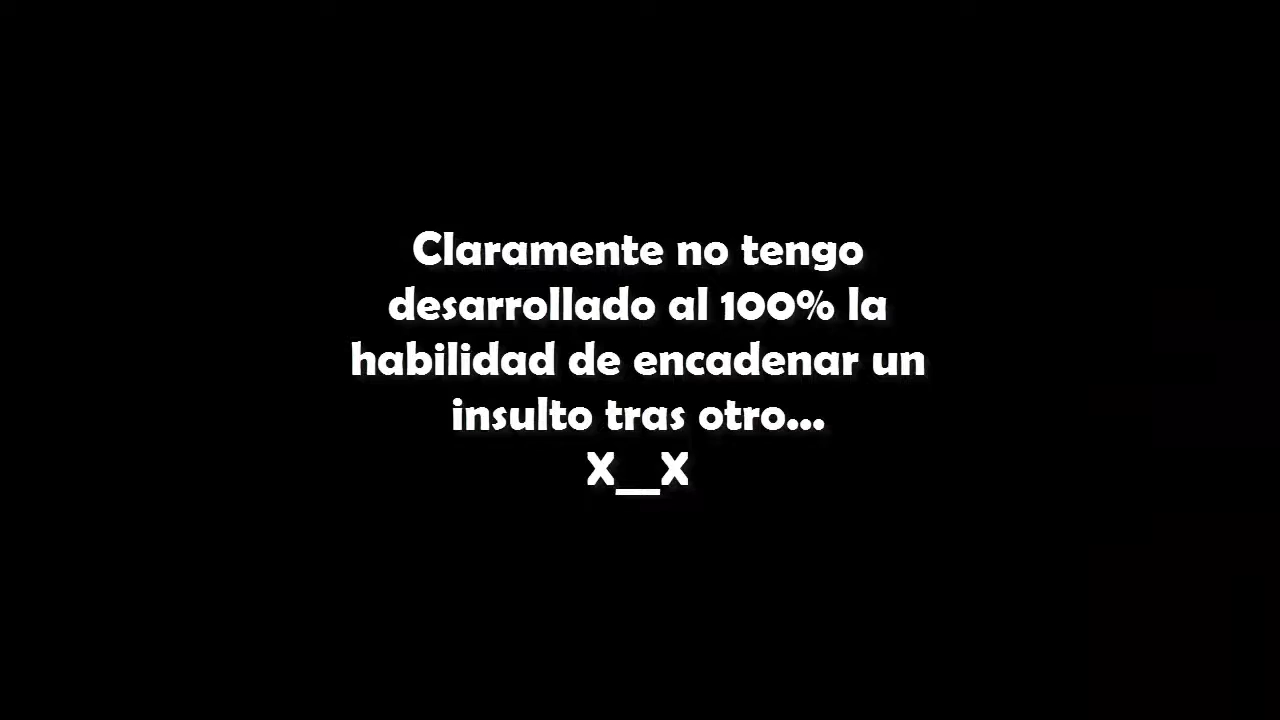 Claramente no tengo
desarrollado al 100% la
habilidad de encadenar un
insulto tras otro...
X__X